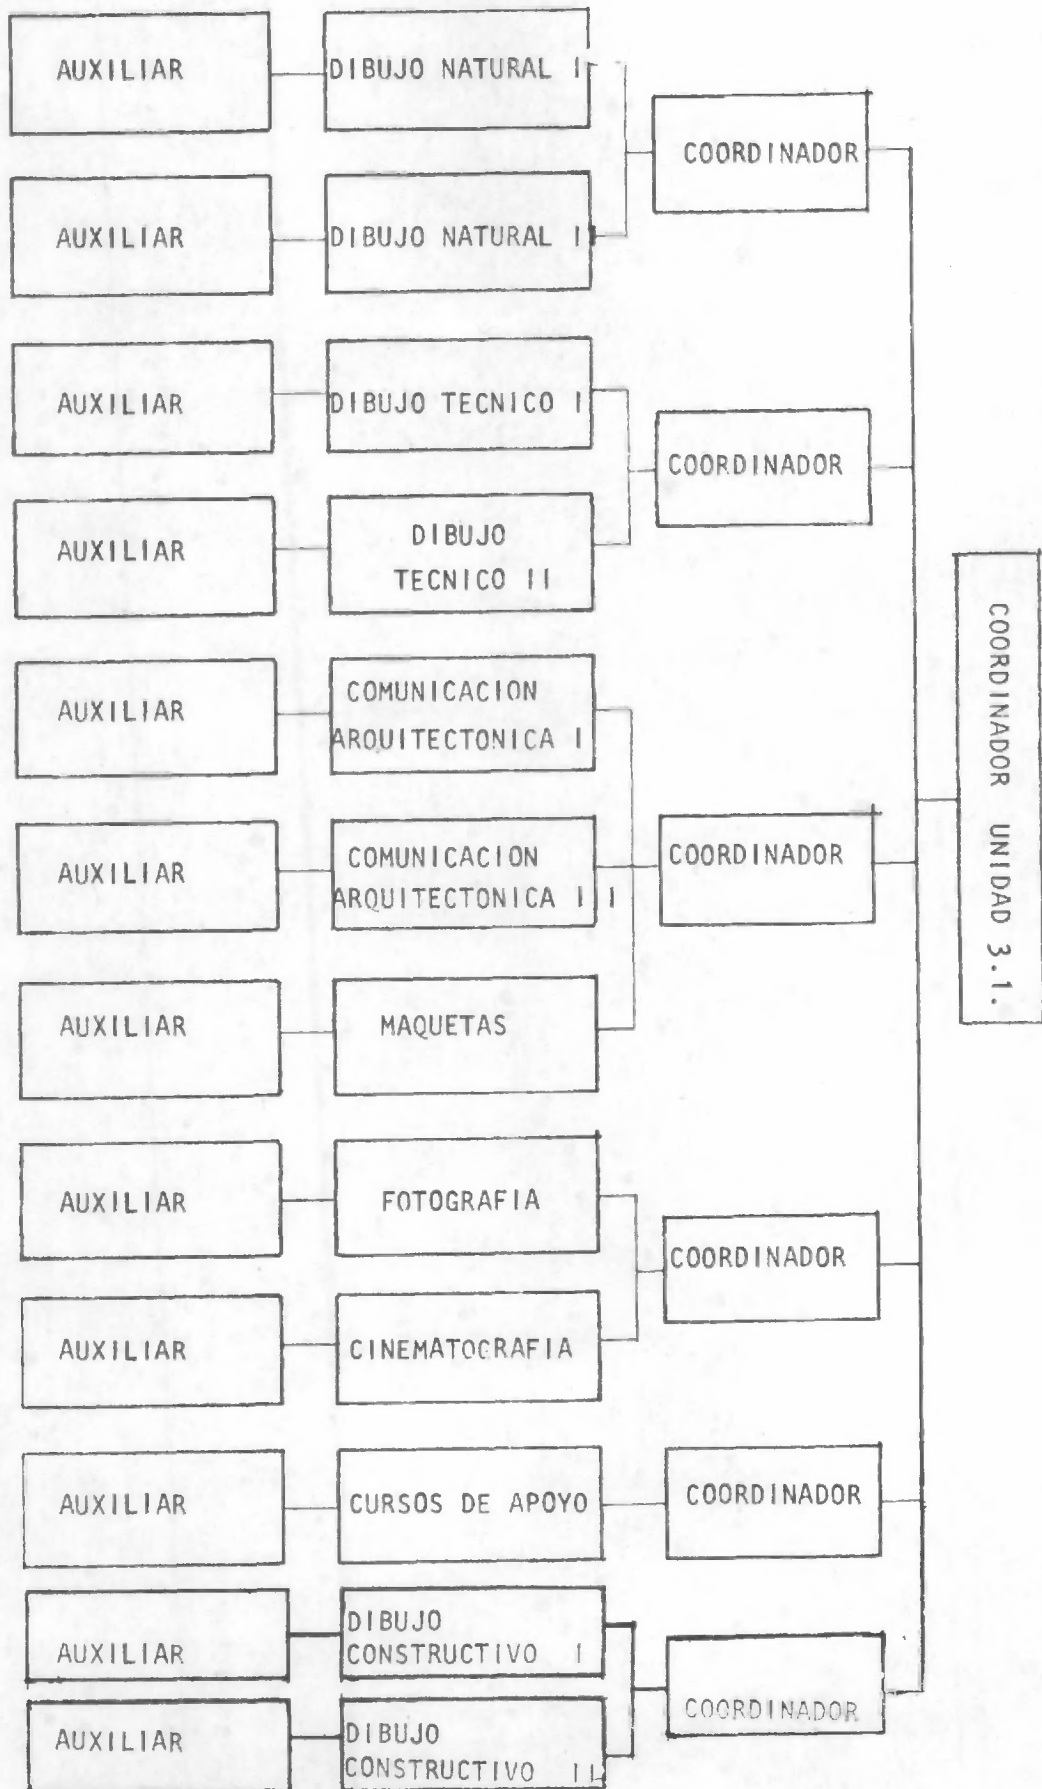 AUXILIAR
DIBUJO NATURAL I
AUXILIAR
DIBUJO NATURAL II
COORDINADOR
AUXILIAR
DIBUJO TECNICO I
AUXILIAR
DIBUJO
TECNICO II
COORDINADOR
AUXILIAR
COMUNICACION
ARQUITECTONICA I
AUXILIAR
COMUNICACION
ARQUITECTONICA II
AUXILIAR
MAQUETAS
COORDINADOR
AUXILIAR
FOTOGRAFIA
AUXILIAR
CINEMATOGRAFIA
COORDINADOR
AUXILIAR
CURSOS DE APOYO
COORDINADOR
AUXILIAR
DIBUJO
CONSTRUCTIVO I
AUXILIAR
DIBUJO
CONSTRUCTIVO II
COORDINADOR
COORDINADOR UNIDAD 3.1.